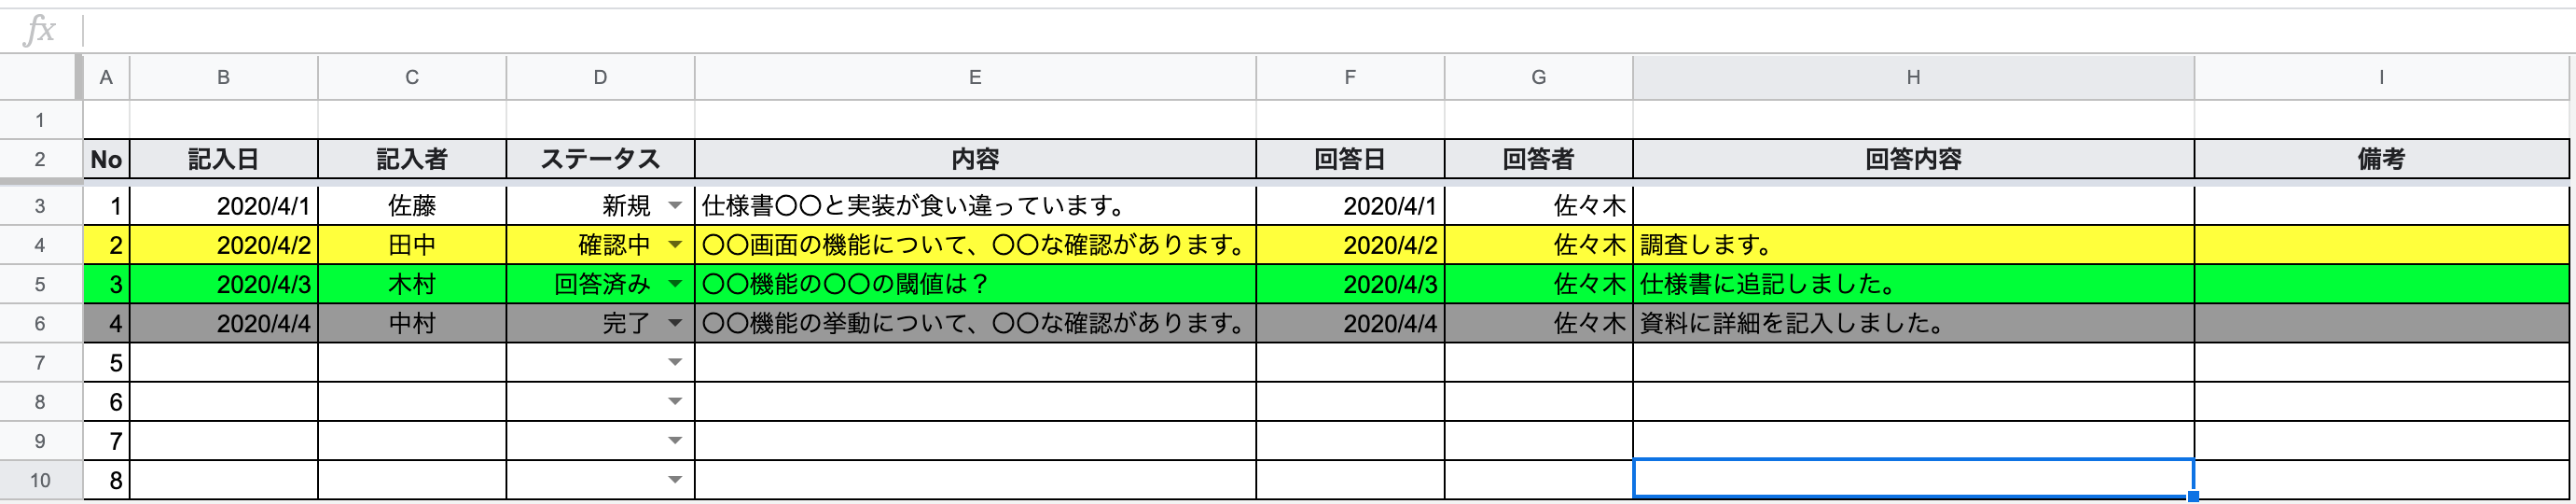 fx
A B C D E F G H I
1
2 No 記入日 記入者 ステータス 内容 回答日 回答者 回答内容 備考
3 1 2020/4/1 佐藤 新規 仕様書〇〇と実装が食い違っています。 2020/4/1 佐々木
4 2 2020/4/2 田中 確認中 〇〇画面の機能について、〇〇な確認があります。 2020/4/2 佐々木 調査します。
5 3 2020/4/3 木村 回答済み 〇〇機能の〇〇の閾値は？ 2020/4/3 佐々木 仕様書に追記しました。
6 4 2020/4/4 中村 完了 〇〇機能の挙動について、〇〇な確認があります。 2020/4/4 佐々木 資料に詳細を記入しました。
7 5
8 6
9 7
10 8